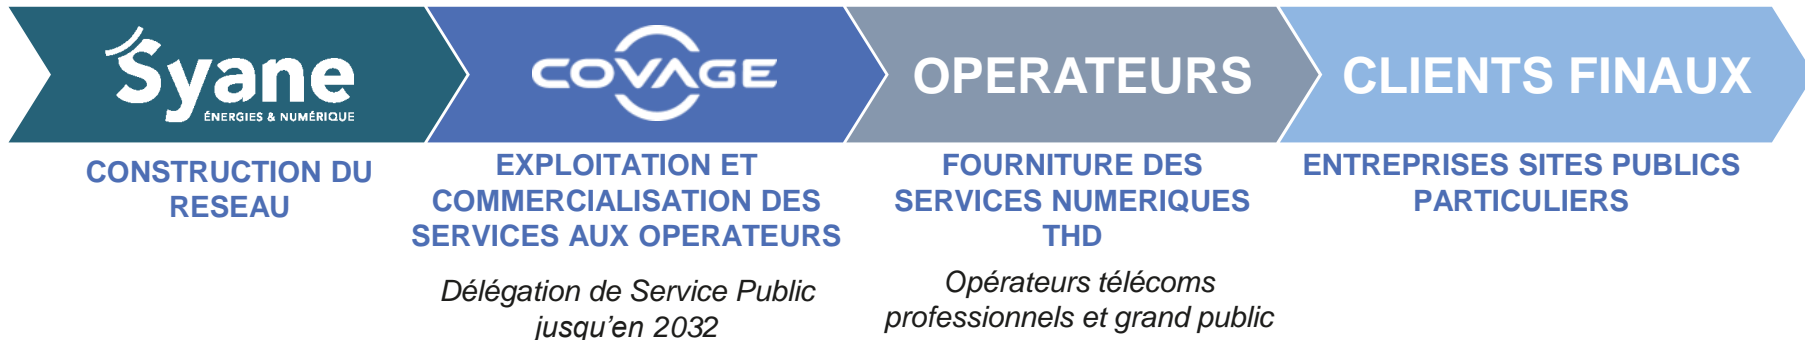 Syane
ÉNERGIES & NUMÉRIQUE
COVAGE
OPERATEURS
CLIENTS FINAUX
CONSTRUCTION DU
RESEAU
EXPLOITATION ET
COMMERCIALISATION DES
SERVICES AUX OPERATEURS
Délégation de Service Public
jusqu’en 2032
FOURNITURE DES
SERVICES NUMERIQUES
THD
Opérateurs télécoms
professionnels et grand public
ENTREPRISES SITES PUBLICS
PARTICULIERS